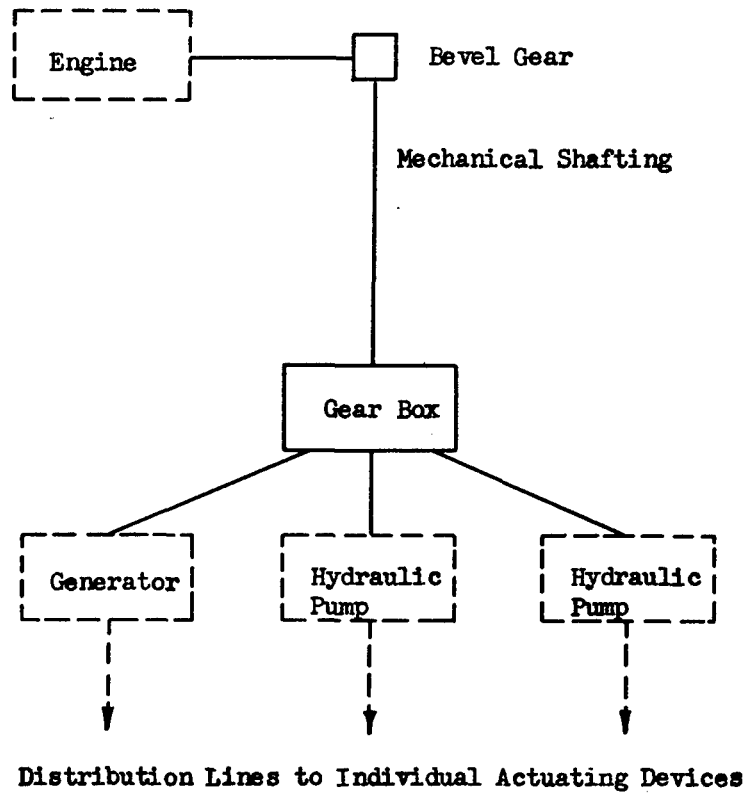 Engine
Bevel Gear
Mechanical Shafting
Gear Box
Generator
Hydraulic
Pump
Hydraulic
Pump
Distribution Lines to Individual Actuating Devices